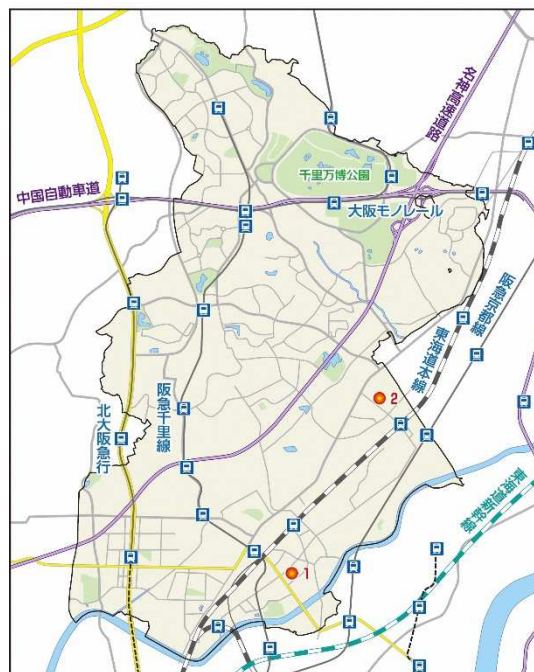 名神高速道路
千里万博公園
中国自動車道
大阪モノレール
阪急京都線
東海道本線
2
阪急千里線
北大阪急行
東海道新幹線
1